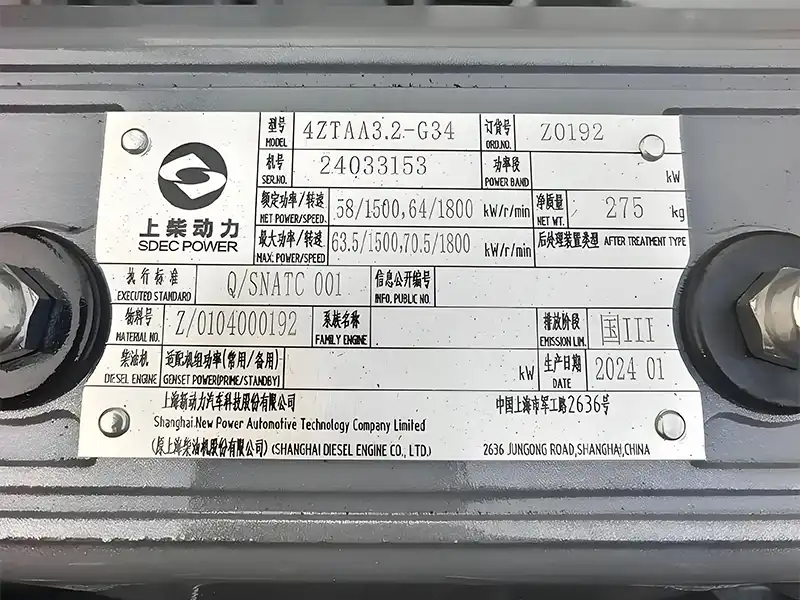 型号 MODEL 4ZTAA3.2-G34 订货号 ORD.NO. Z0192
机号 SER.NO. 24033153 功率段 POWER BAND kW
上柴动力
SDEC POWER
额定功率/转速 NET POWER/SPEED. 58/1500,64/1800 kW/r/min 净质量 NET WT. 275 kg
最大功率/转速 MAX. POWER/SPEED 63.5/1500,70.5/1800 kW/r/min 后处理装置类型 AFTER TREATMENT TYPE
执行标准 EXECUTED STANDARD Q/SNATC 001 信息公开编号 INFO. PUBLIC NO.
物料号 MATERIAL NO. Z/0104000192 系族名称 FAMILY ENGINE 排放阶段 EMISSION LIM. 国III
柴油机 DIESEL ENGINE 适配机组功率(常用/备用) GENSET POWER(PRIME/STANDBY) kW 生产日期 DATE 2024 01
上海新动力汽车科技股份有限公司 中国上海市军工路2636号
Shanghai New Power Automotive Technology Company Limited
(原上海柴油机股份有限公司) (SHANGHAI DIESEL ENGINE CO., LTD.) 2636 JUNGONG ROAD,SHANGHAI,CHINA